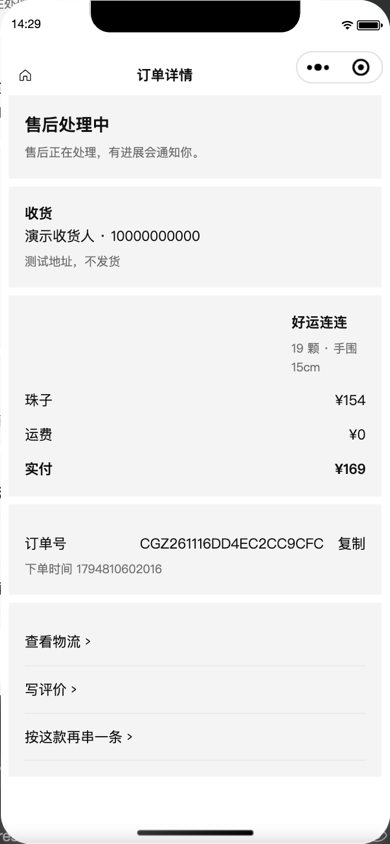 14:29
订单详情
售后处理中
售后正在处理，有进展会通知你。
收货
演示收货人 · 10000000000
测试地址，不发货
好运连连
19 颗 · 手围
15cm
珠子 ¥154
运费 ¥0
实付 ¥169
订单号 CGZ261116DD4EC2CC9CFC 复制
下单时间 1794810602016
查看物流 >
写评价 >
按这款再串一条 >